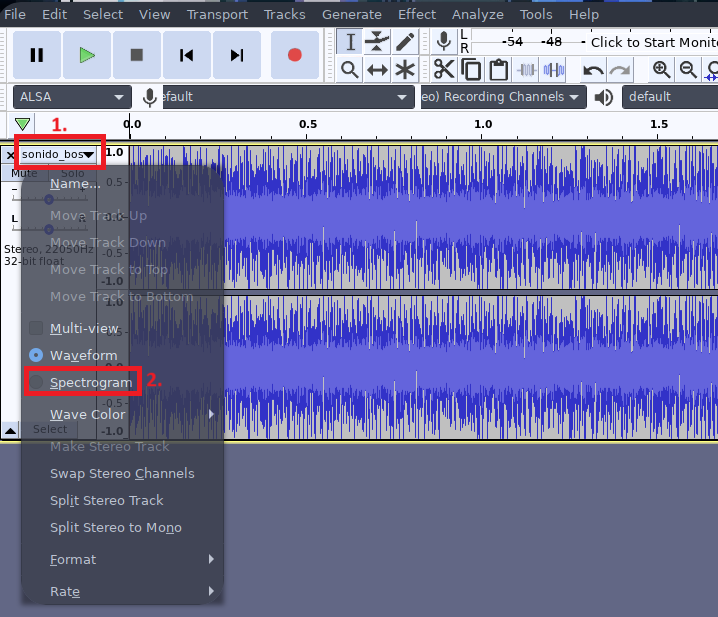 File Edit Select View Transport Tracks Generate Effect Analyze Tools Help
L
R
-54 -48 - Click to Start Monito
ALSA efault eo) Recording Channels default
1.
0.0 0.5 1.0 1.5
sonido_bos
1.0
Mute Solo
Name...
0.5
Move Track Up
L R
Stereo, 22050Hz
Move Track Down
-0.5
32-bit float
Move Track to Top
-1.0
Move Track to Bottom
1.0
Multi-view
Waveform
Spectrogram 2.
-0.5
Wave Color
Select
-1.0
Make Stereo Track
Swap Stereo Channels
Split Stereo Track
Split Stereo to Mono
Format
Rate